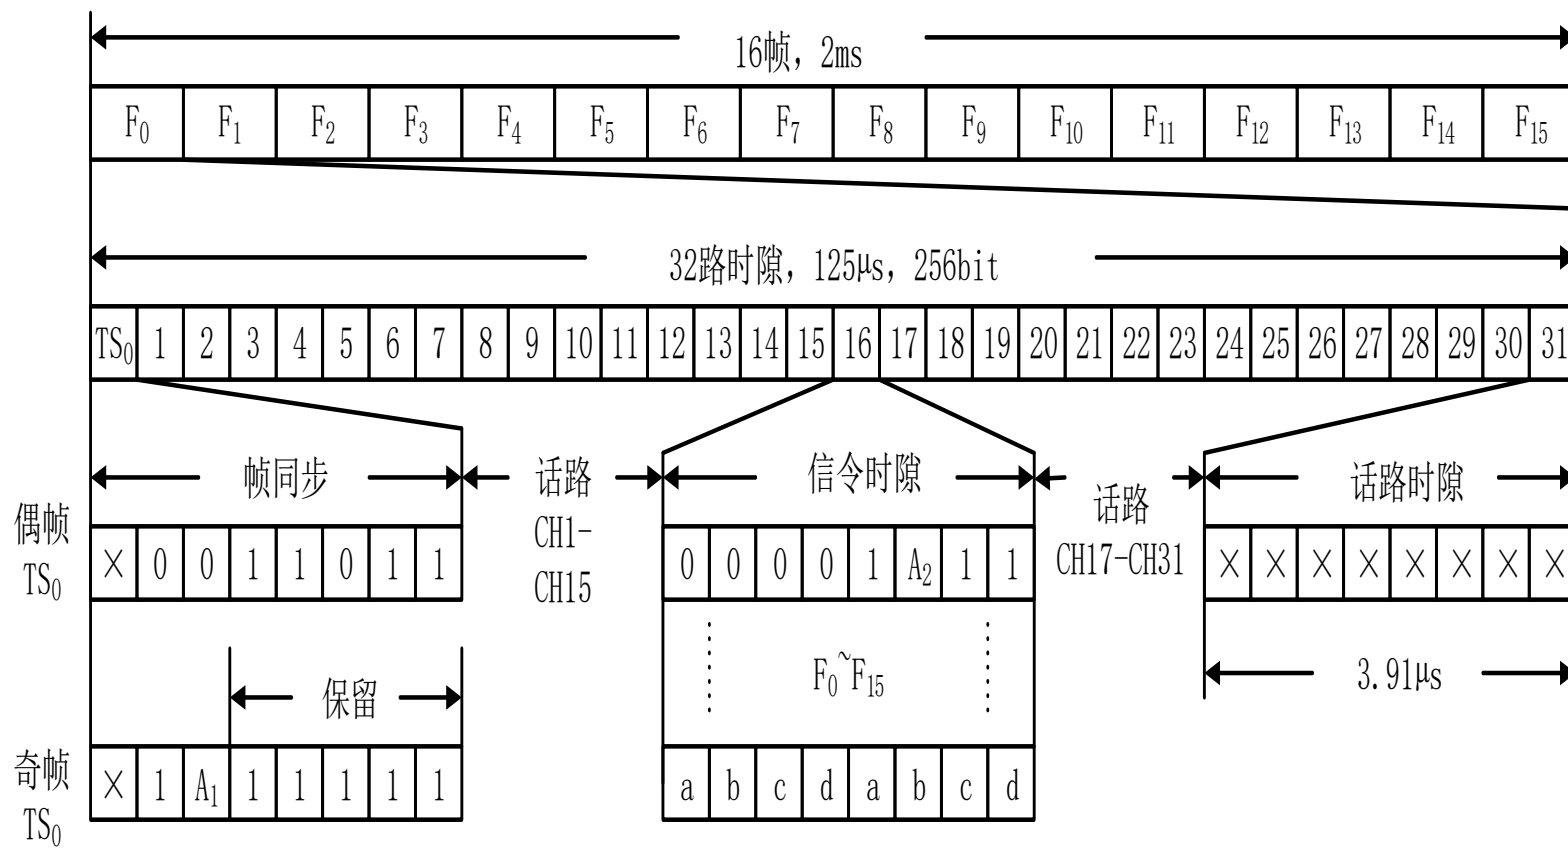 16帧，2ms
F0 F1 F2 F3 F4 F5 F6 F7 F8 F9 F10 F11 F12 F13 F14 F15
32路时隙，125μs，256bit
TS0 1 2 3 4 5 6 7 8 9 10 11 12 13 14 15 16 17 18 19 20 21 22 23 24 25 26 27 28 29 30 31
帧同步
话路
CH1-
CH15
信令时隙
话路
CH17-CH31
话路时隙
偶帧
TS0
× 0 0 1 1 0 1 1
0 0 0 0 1 A2 1 1
× × × × × × × ×
保留
F0~F15
3.91μs
奇帧
TS0
× 1 A1 1 1 1 1 1
a b c d a b c d